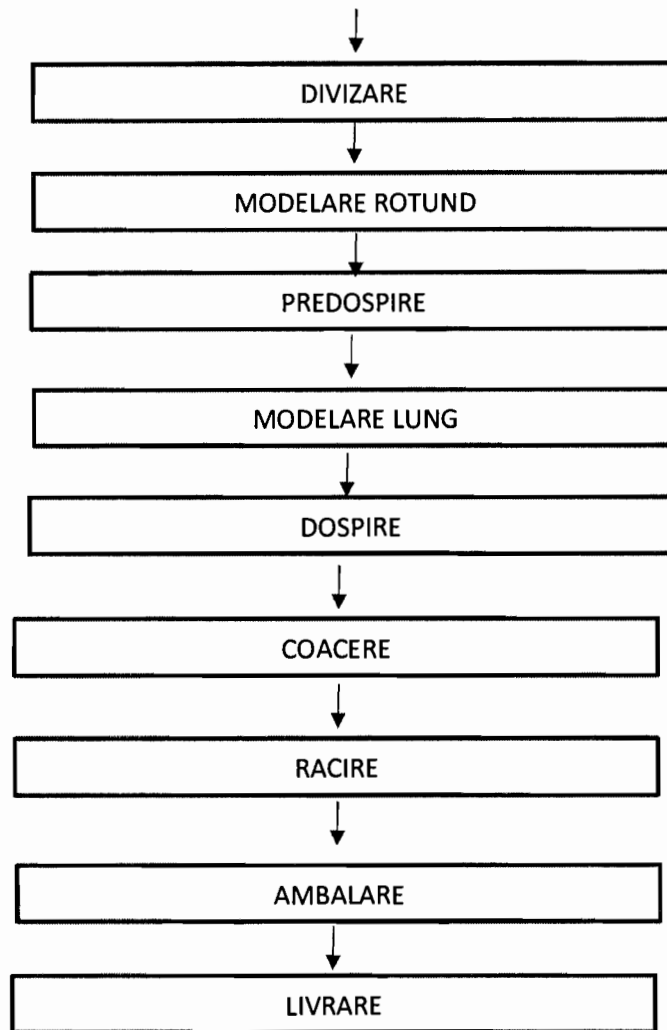 DIVIZARE
MODELARE ROTUND
PREDOSPIRE
MODELARE LUNG
DOSPIRE
COACERE
RACIRE
AMBALARE
LIVRARE